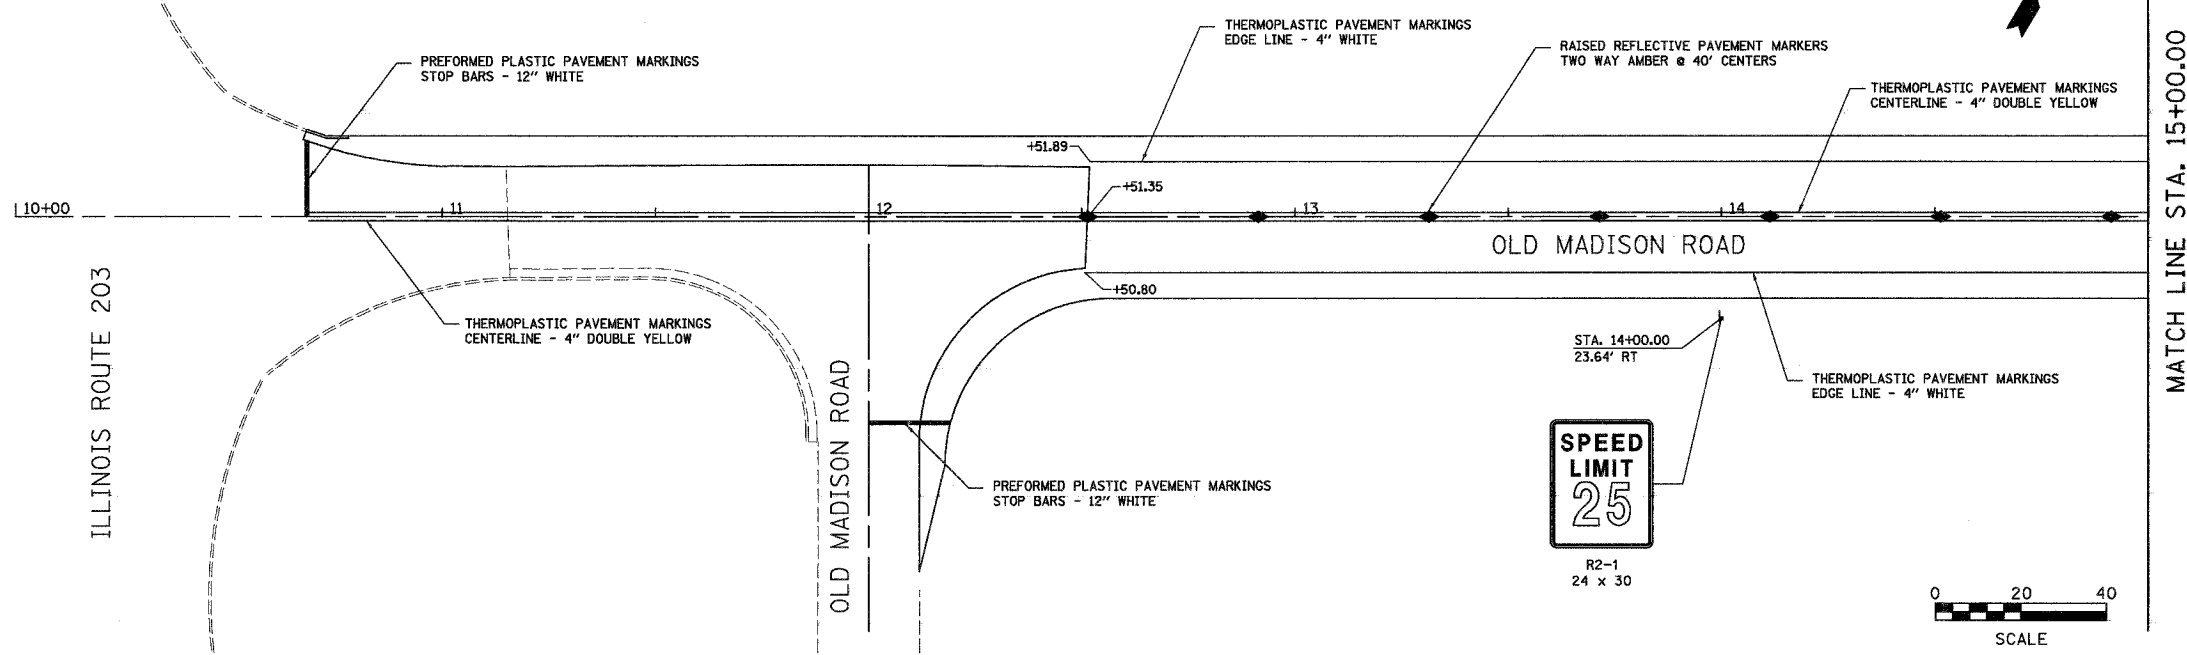 THERMOPLASTIC PAVEMENT MARKINGS
EDGE LINE - 4" WHITE
RAISED REFLECTIVE PAVEMENT MARKERS
TWO WAY AMBER @ 40' CENTERS
PREFORMED PLASTIC PAVEMENT MARKINGS
STOP BARS - 12" WHITE
THERMOPLASTIC PAVEMENT MARKINGS
CENTERLINE - 4" DOUBLE YELLOW
MATCH LINE STA. 15+00.00
+51.89
+51.35
10+00
11
12
13
14
OLD MADISON ROAD
ILLINOIS ROUTE 203
+50.80
THERMOPLASTIC PAVEMENT MARKINGS
CENTERLINE - 4" DOUBLE YELLOW
STA. 14+00.00
23.64' RT
OLD MADISON ROAD
THERMOPLASTIC PAVEMENT MARKINGS
EDGE LINE - 4" WHITE
PREFORMED PLASTIC PAVEMENT MARKINGS
STOP BARS - 12" WHITE
SPEED
LIMIT
25
R2-1
24 x 30
0 20 40
SCALE